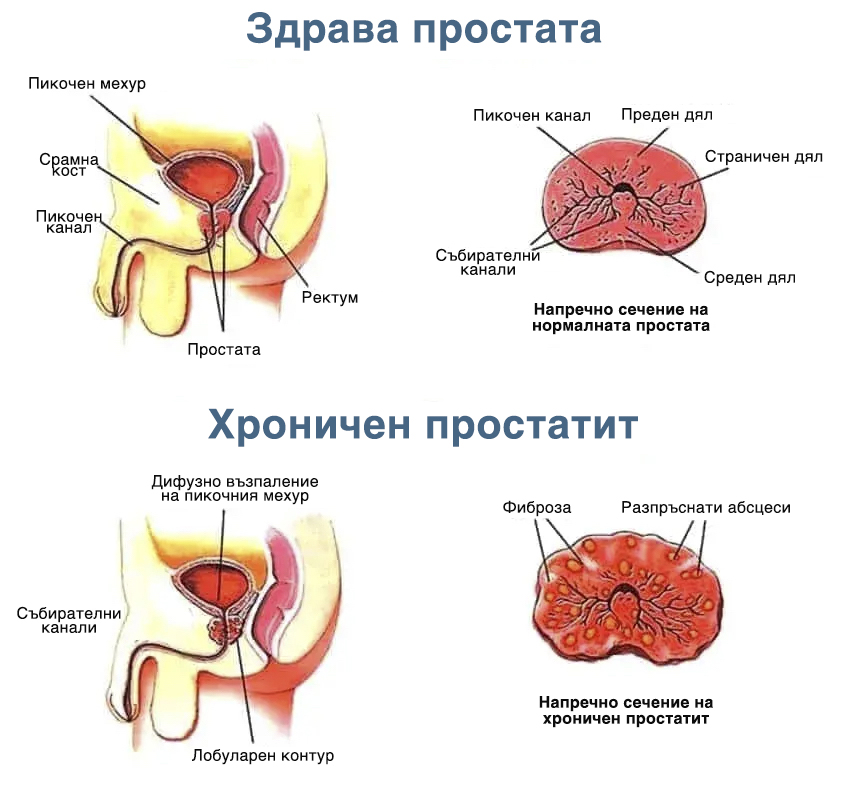 Здрава простата
Пикочен мехур
Срамна
кост
Пикочен
канал
Ректум
Простата
Пикочен канал
Преден дял
Страничен дял
Събирателни
канали
Среден дял
Напречно сечение на
нормалната простата
Хроничен простатит
Дифузно възпаление
на пикочния мехур
Събирателни
канали
Лобуларен контур
Фиброза
Разпръснати абсцеси
Напречно сечение на
хроничен простатит